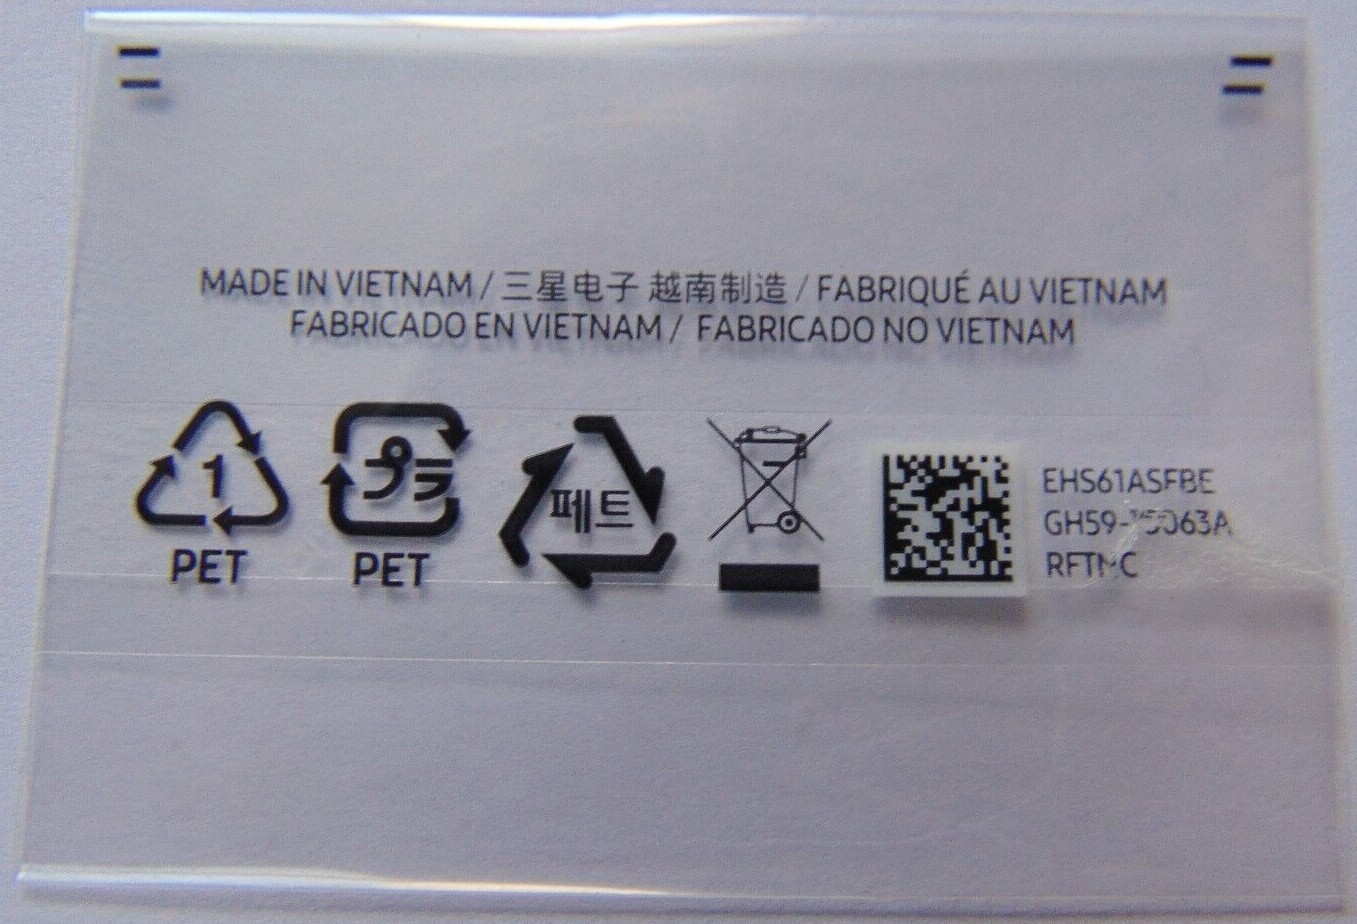 MADE IN VIETNAM / 三星电子 越南制造 / FABRIQUÉ AU VIETNAM
FABRICADO EN VIETNAM / FABRICADO NO VIETNAM
1
PET
プラ
PET
페트
EHS61ASFBE